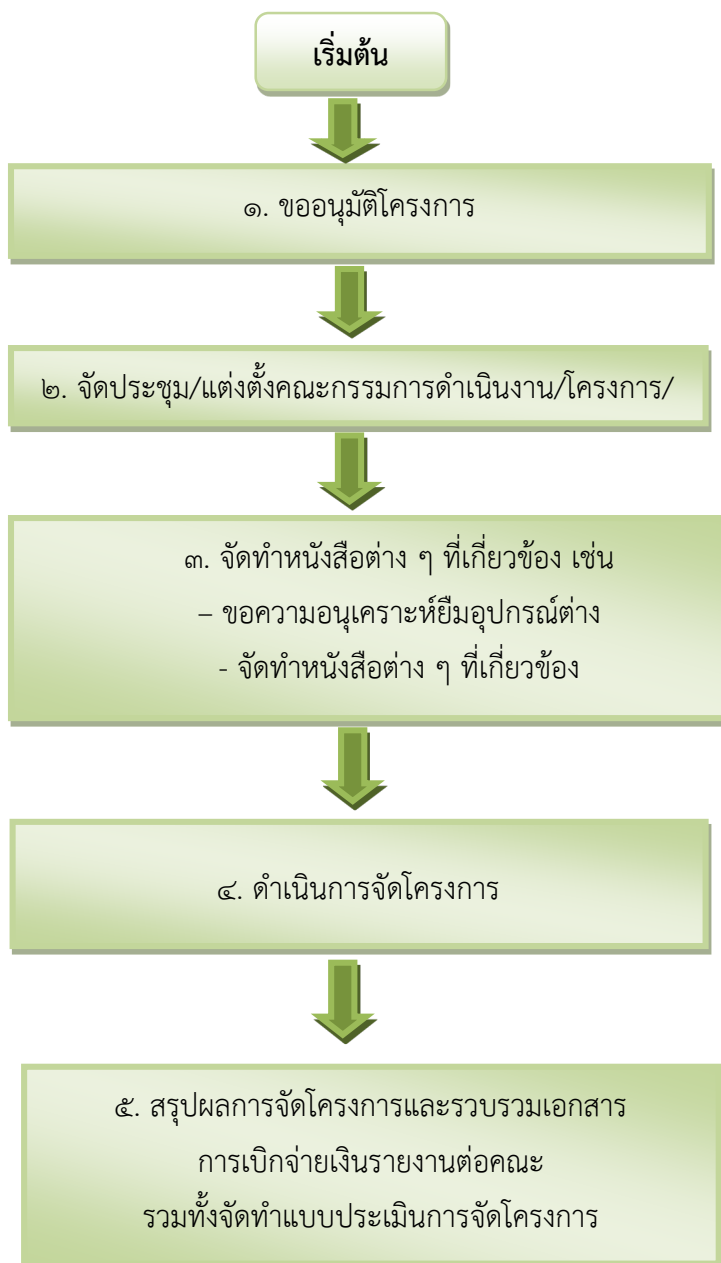 เริ่มต้น
๑. ขออนุมัติโครงการ
๒. จัดประชุม/แต่งตั้งคณะกรรมการดำเนินงาน/โครงการ/
๓. จัดทำหนังสือต่าง ๆ ที่เกี่ยวข้อง เช่น
– ขอความอนุเคราะห์ยืมอุปกรณ์ต่าง
- จัดทำหนังสือต่าง ๆ ที่เกี่ยวข้อง
๔. ดำเนินการจัดโครงการ
๕. สรุปผลการจัดโครงการและรวบรวมเอกสาร
การเบิกจ่ายเงินรายงานต่อคณะ
รวมทั้งจัดทำแบบประเมินการจัดโครงการ